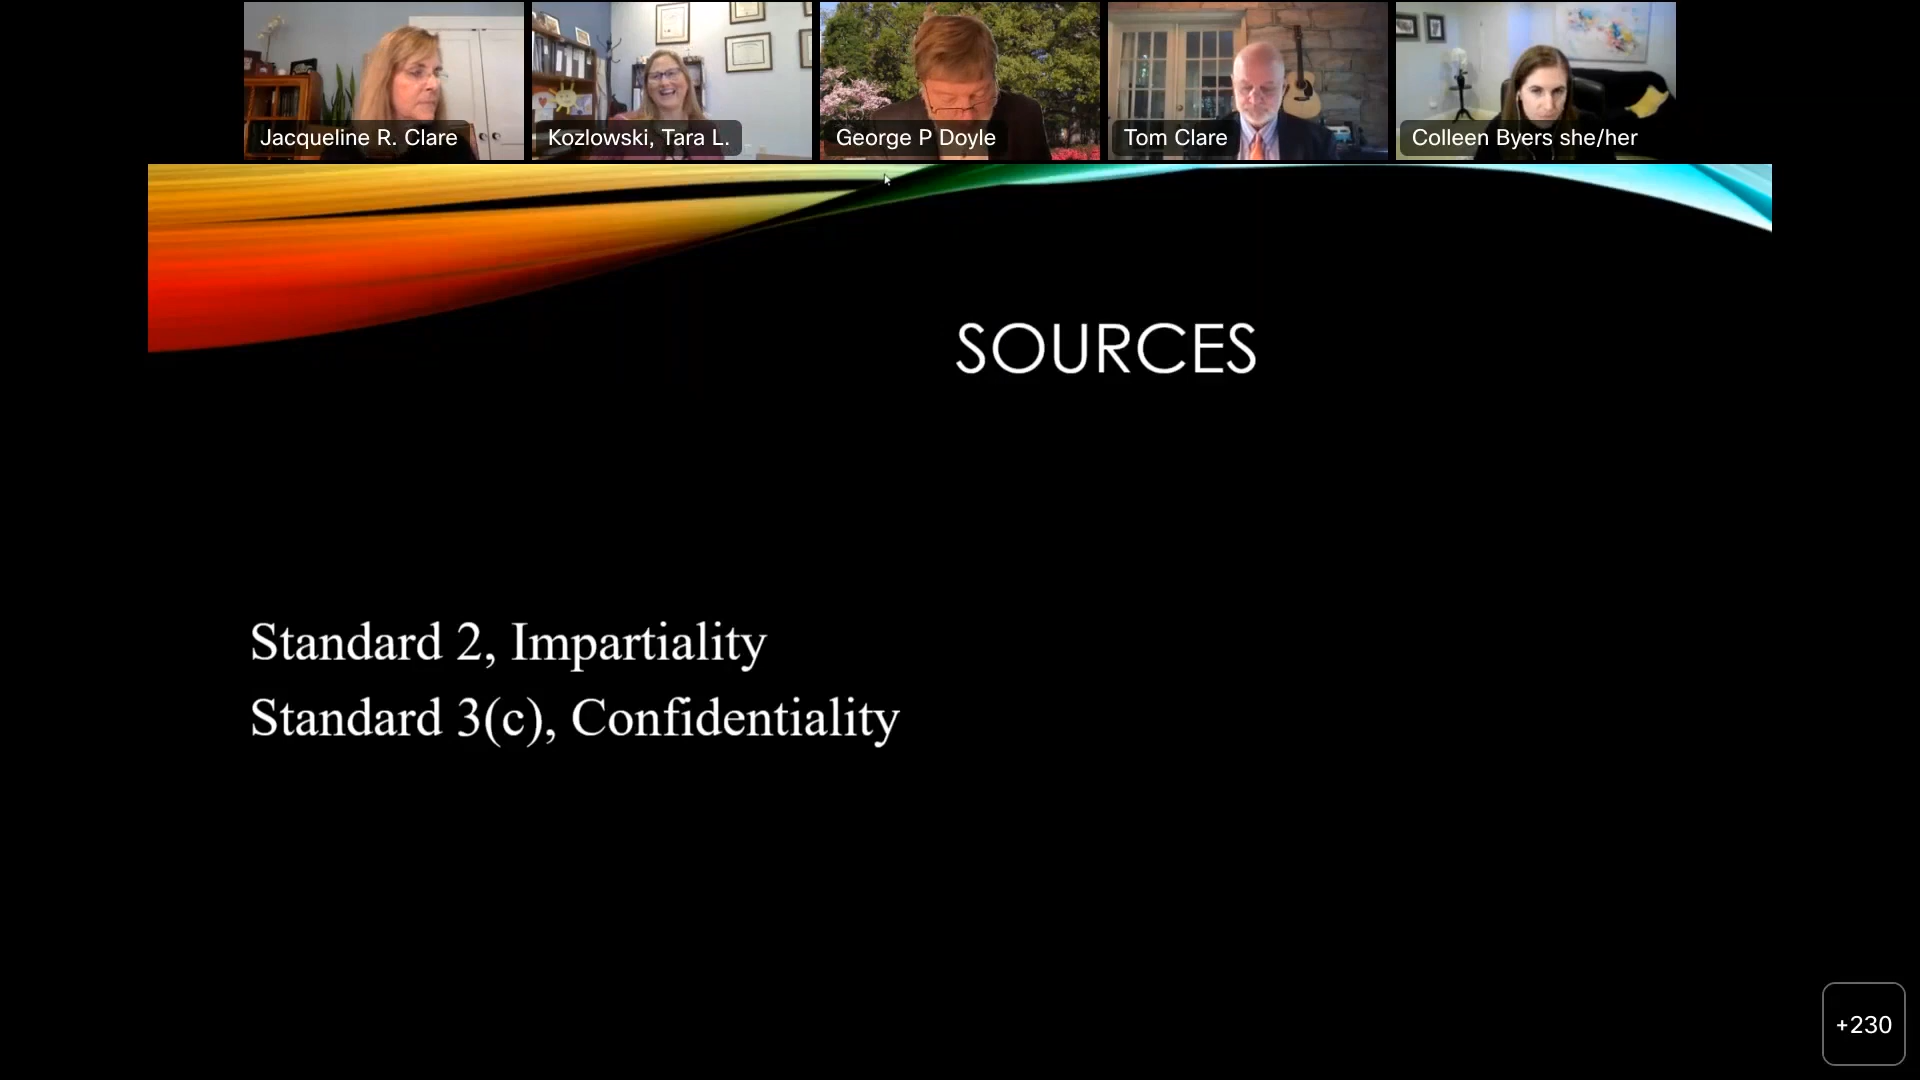 Jacqueline R. Clare
Kozlowski, Tara L.
George P Doyle
Tom Clare
Colleen Byers she/her
SOURCES
Standard 2, Impartiality
Standard 3(c), Confidentiality
+230